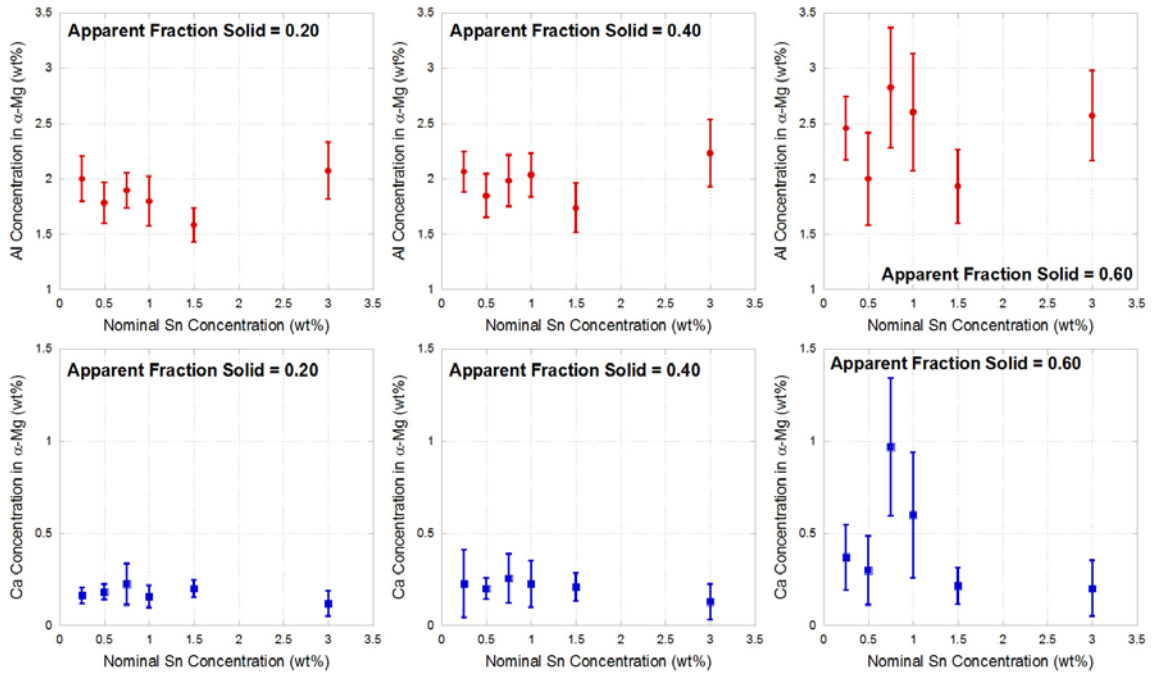 Apparent Fraction Solid = 0.20
Al Concentration in α-Mg (wt%)
3.5
3
2.5
2
1.5
1
0 0.5 1 1.5 2 2.5 3 3.5
Nominal Sn Concentration (wt%)
Apparent Fraction Solid = 0.40
Al Concentration in α-Mg (wt%)
3.5
3
2.5
2
1.5
1
0 0.5 1 1.5 2 2.5 3 3.5
Nominal Sn Concentration (wt%)
Al Concentration in α-Mg (wt%)
3.5
3
2.5
2
1.5
1
Apparent Fraction Solid = 0.60
0 0.5 1 1.5 2 2.5 3 3.5
Nominal Sn Concentration (wt%)
Apparent Fraction Solid = 0.20
Ca Concentration in α-Mg (wt%)
1.5
1
0.5
0
0 0.5 1 1.5 2 2.5 3 3.5
Nominal Sn Concentration (wt%)
Apparent Fraction Solid = 0.40
Ca Concentration in α-Mg (wt%)
1.5
1
0.5
0
0 0.5 1 1.5 2 2.5 3 3.5
Nominal Sn Concentration (wt%)
Apparent Fraction Solid = 0.60
Ca Concentration in α-Mg (wt%)
1.5
1
0.5
0
0 0.5 1 1.5 2 2.5 3 3.5
Nominal Sn Concentration (wt%)